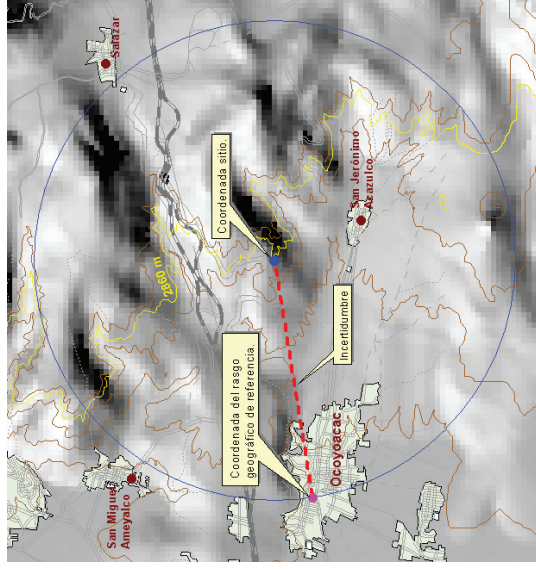 Salazar
Coordenada sitio.
2860 m
San Jerónimo
Acazulco
Coordenada del rasgo
geográfico de referencia.
Incertidumbre
Ocoyoacac
San Miguel
Ameyalco